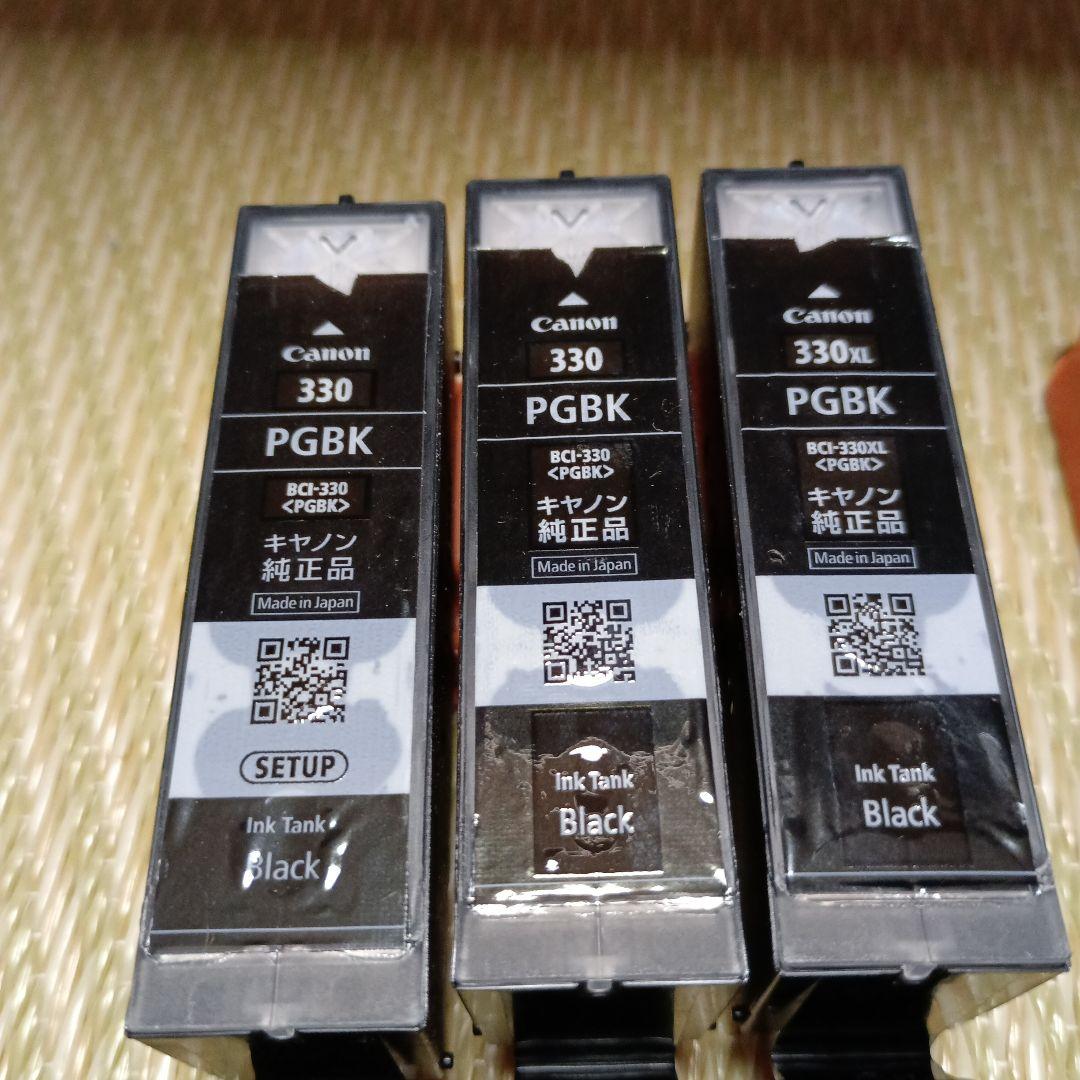 Canon
330
PGBK
BCI-330
<PGBK>
キヤノン
純正品
Made in Japan
SETUP
Ink Tank
Black
Canon
330
PGBK
BCI-330
<PGBK>
キヤノン
純正品
Made in Japan
Ink Tank
Black
Canon
330XL
PGBK
BCI-330XL
<PGBK>
キヤノン
純正品
Made in Japan
Ink Tank
Black